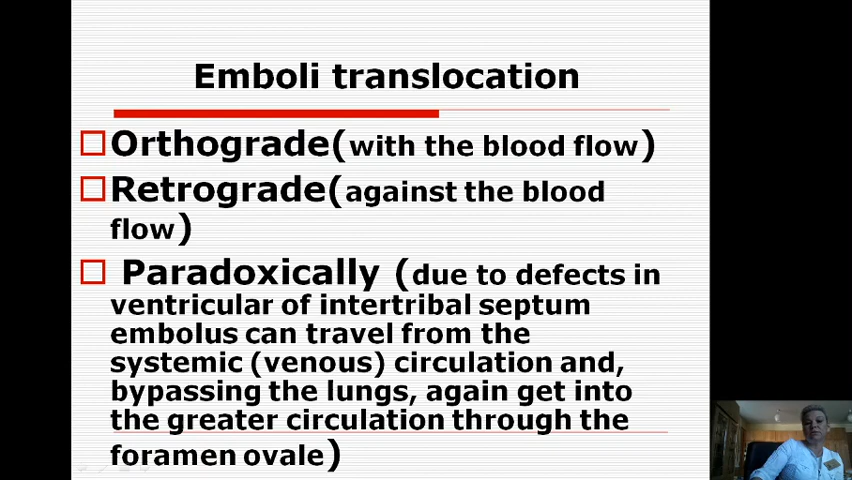 Emboli translocation
Orthograde(with the blood flow)
Retrograde(against the blood
flow)
Paradoxically (due to defects in
ventricular of intertribal septum
embolus can travel from the
systemic (venous) circulation and,
bypassing the lungs, again get into
the greater circulation through the
foramen ovale)